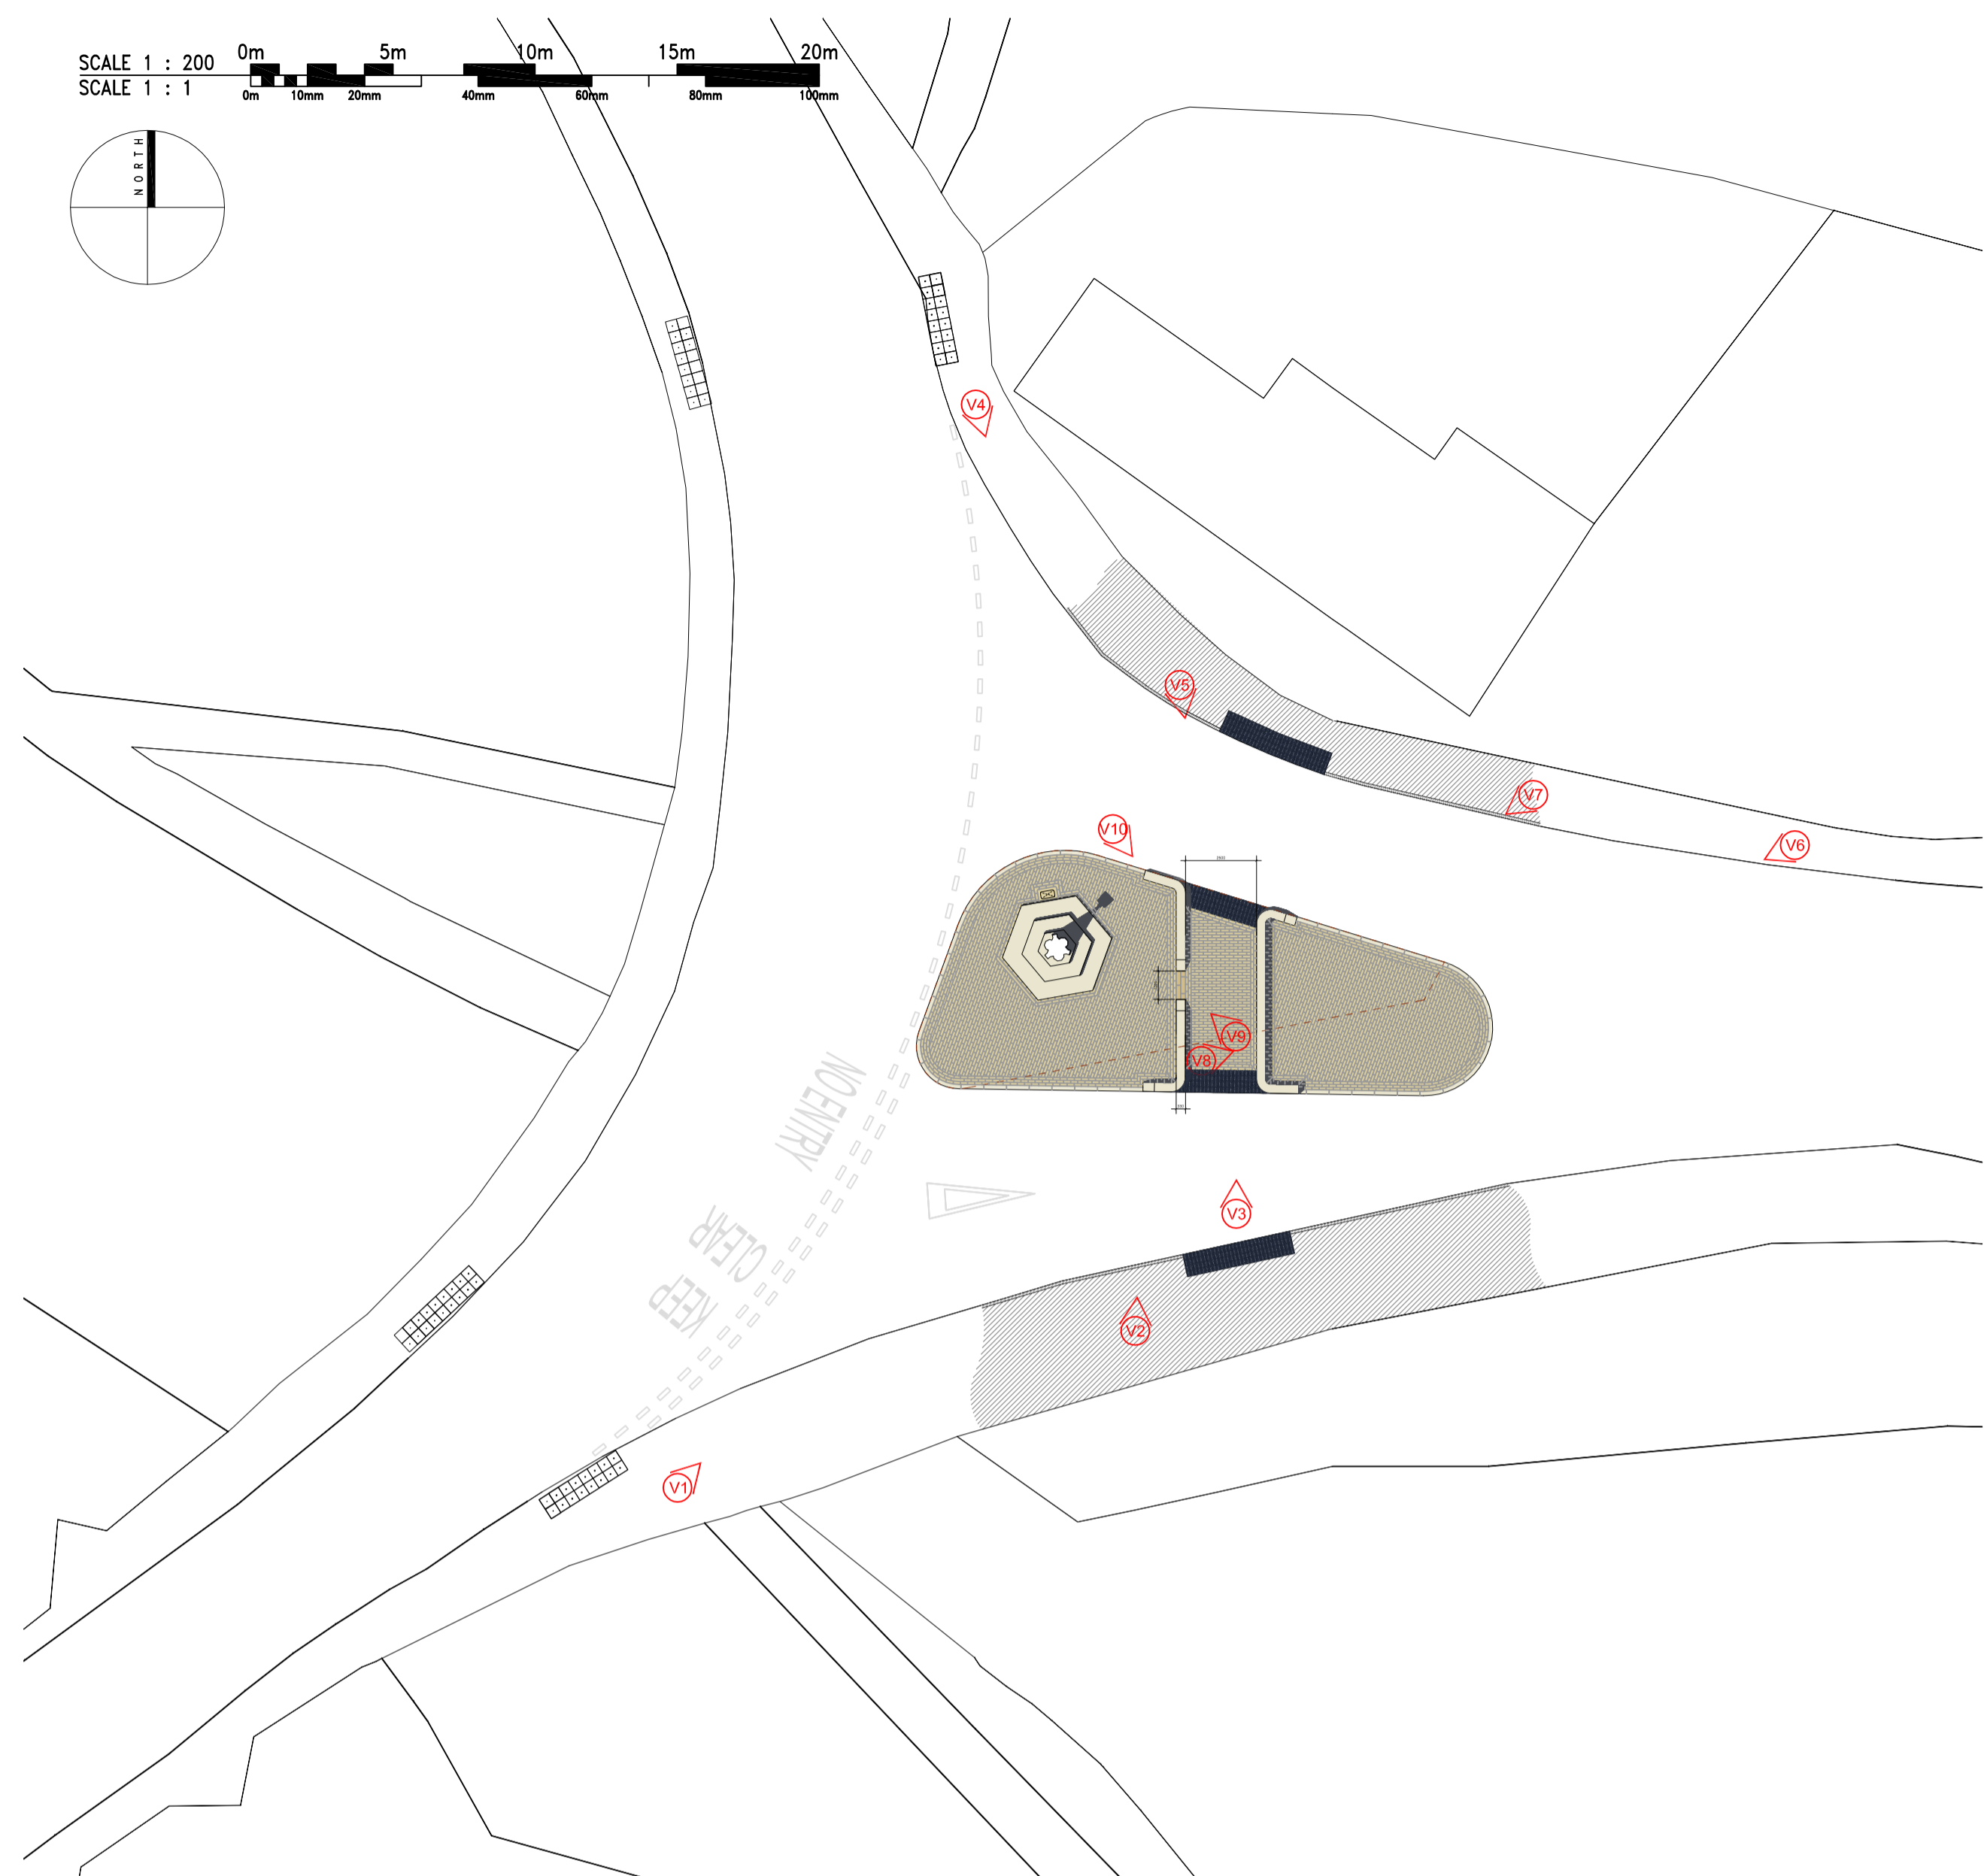 SCALE 1 : 200
0m 5m 10m 15m 20m
SCALE 1 : 1
0m 10mm 20mm 40mm 60mm 80mm 100mm
NORTH
V4
V5
V7
V10
V6
V9
V8
NO ENTRY
V3
KEEP CLEAR
V2
V1